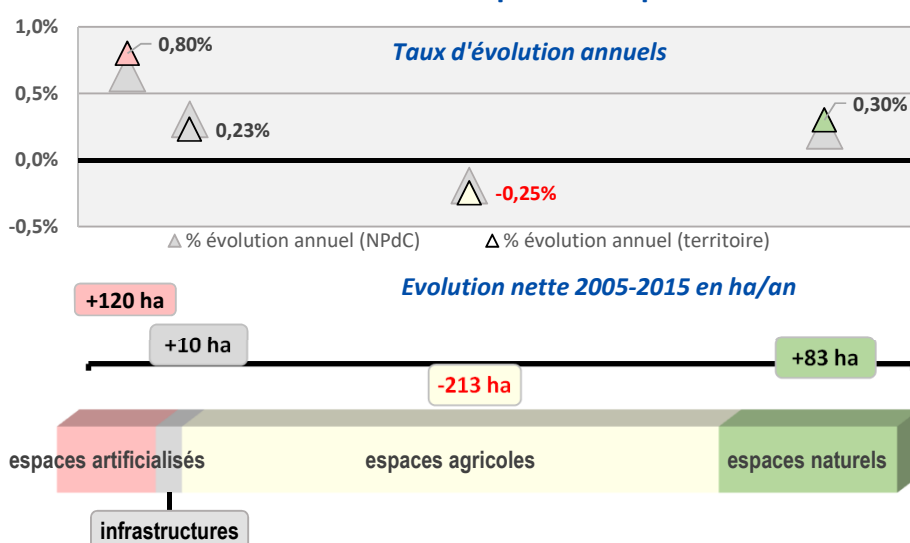 1,0%
0,80%
Taux d'évolution annuels
0,5%
0,30%
0,23%
0,0%
-0,25%
-0,5%
% évolution annuel (NPdC)
% évolution annuel (territoire)
Evolution nette 2005-2015 en ha/an
+120 ha
+10 ha
+83 ha
-213 ha
espaces artificialisés
espaces agricoles
espaces naturels
infrastructures